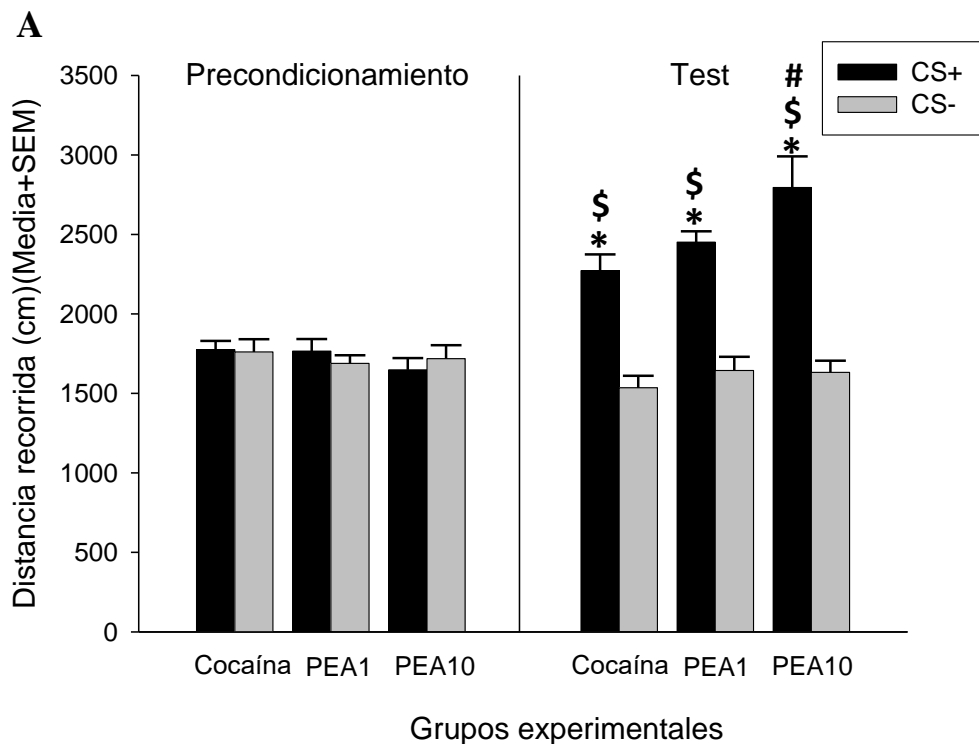 A
Precondicionamiento
Test
CS+
CS-
#
$
*
$
*
$
*
3500
3000
2500
2000
1500
1000
500
0
Distancia recorrida (cm)(Media+SEM)
Cocaína PEA1 PEA10
Cocaína PEA1 PEA10
Grupos experimentales